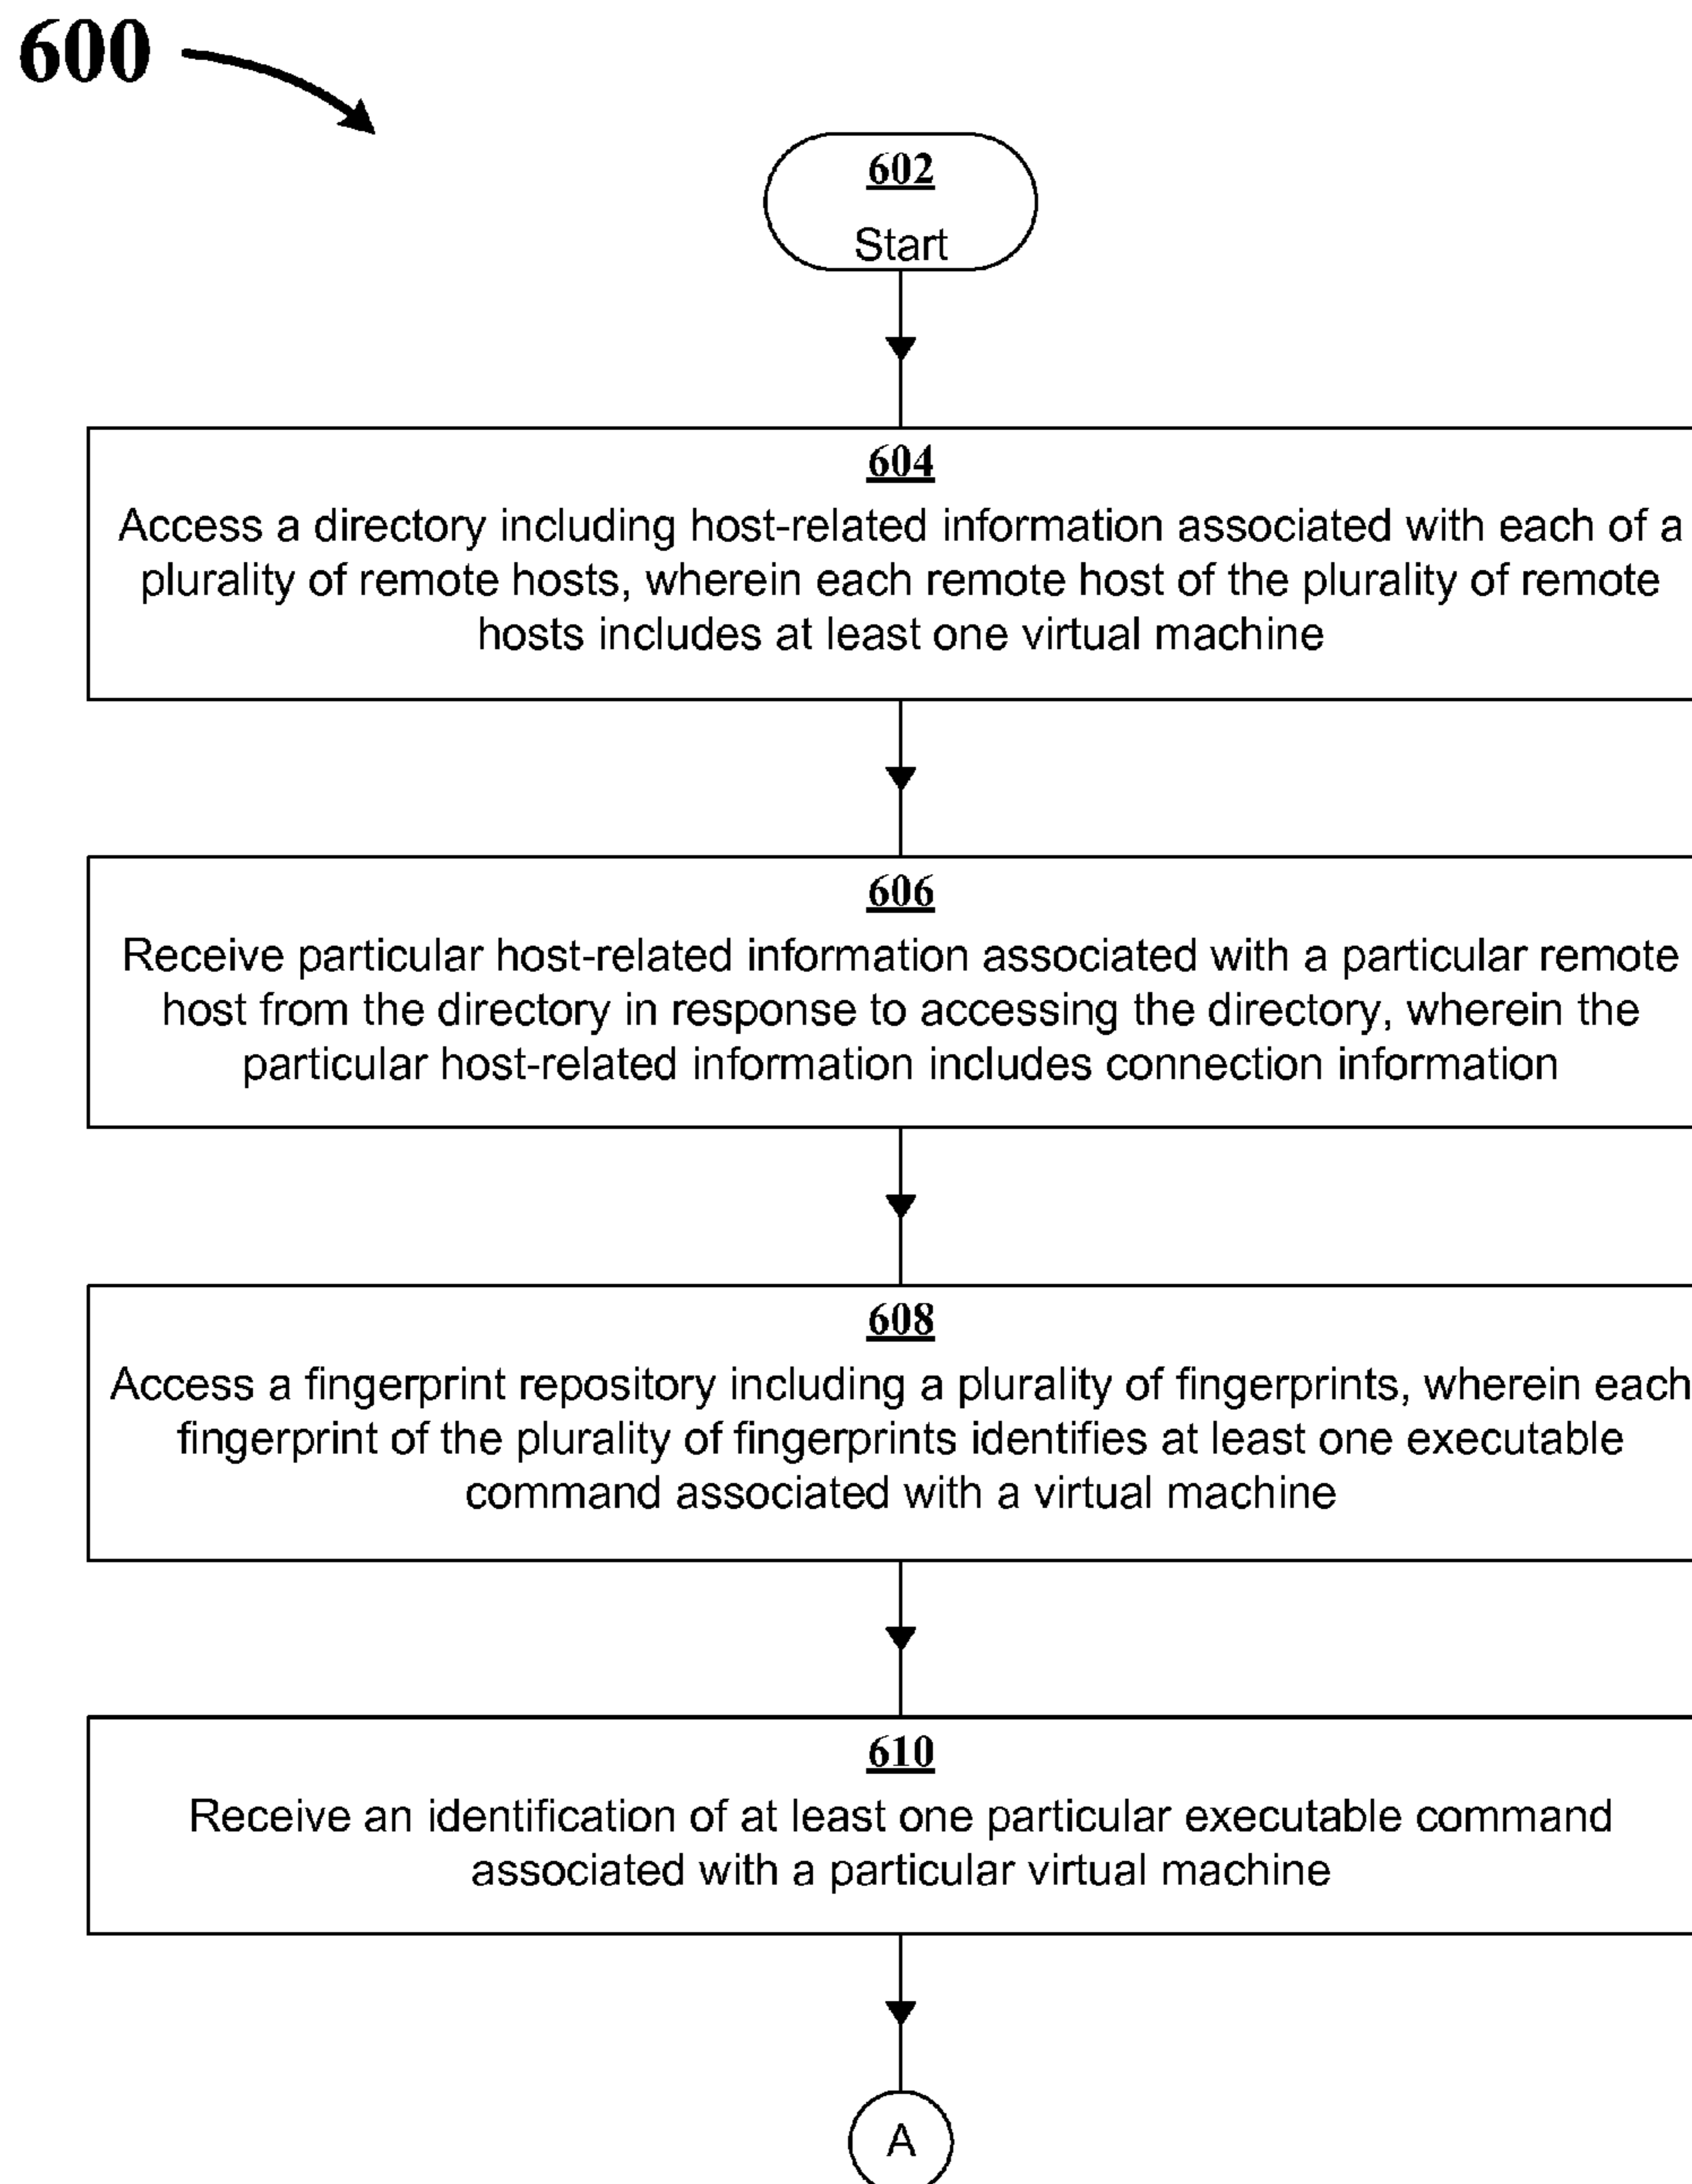 600
602
Start
604
Access a directory including host-related information associated with each of a
plurality of remote hosts, wherein each remote host of the plurality of remote
hosts includes at least one virtual machine
606
Receive particular host-related information associated with a particular remote
host from the directory in response to accessing the directory, wherein the
particular host-related information includes connection information
608
Access a fingerprint repository including a plurality of fingerprints, wherein each
fingerprint of the plurality of fingerprints identifies at least one executable
command associated with a virtual machine
610
Receive an identification of at least one particular executable command
associated with a particular virtual machine
A